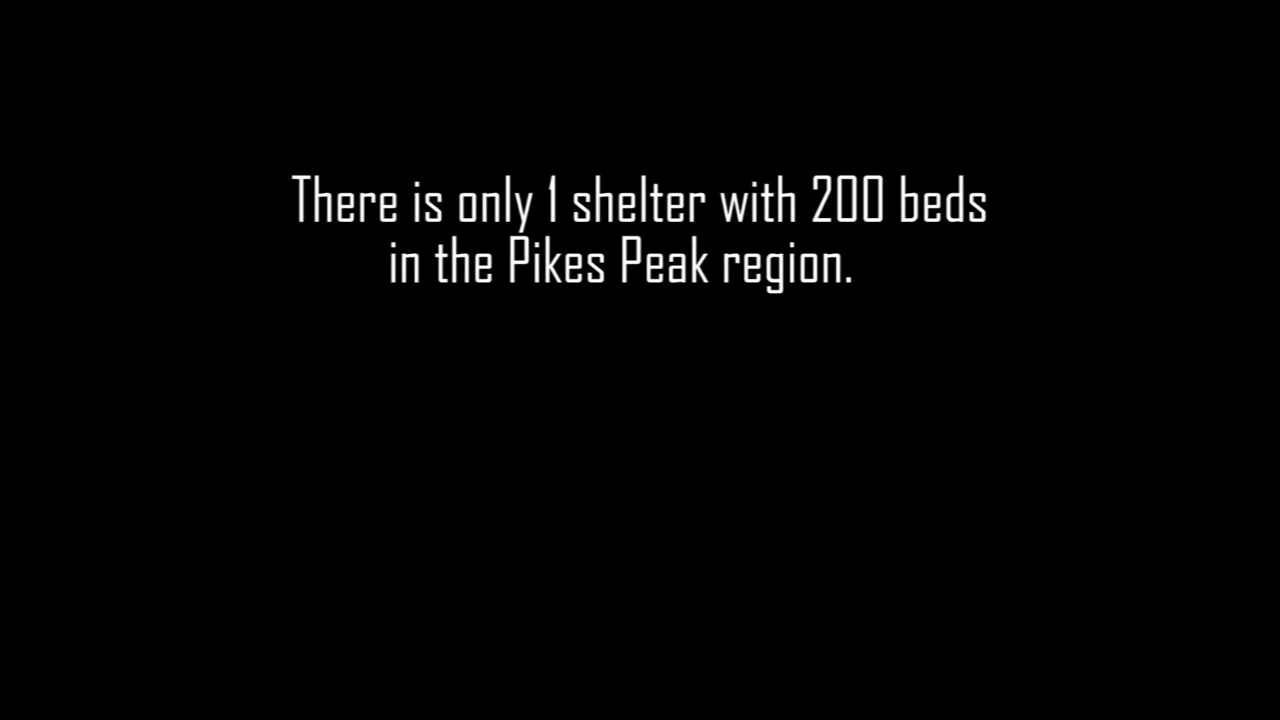 There is only 1 shelter with 200 beds
in the Pikes Peak region.